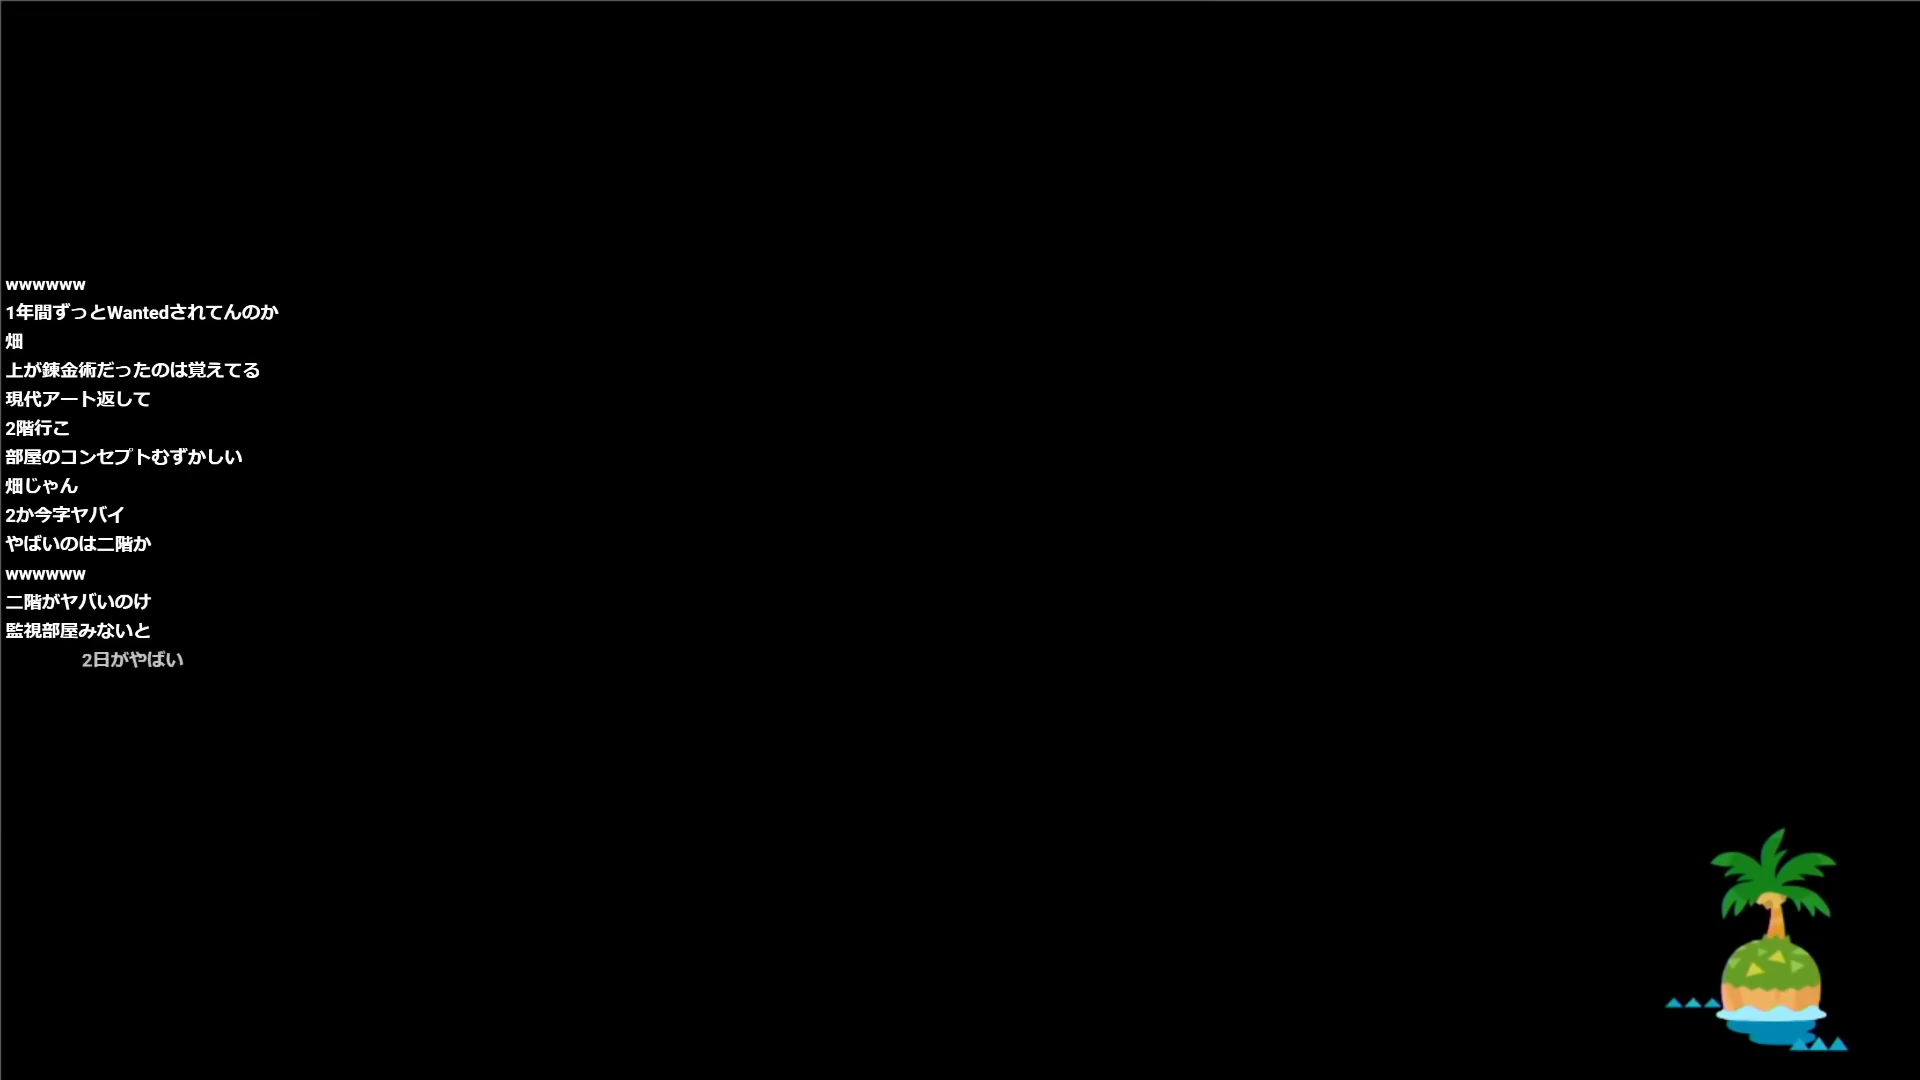 wwwwww
1年間ずっとWantedされてんのか
畑
上が錬金術だったのは覚えてる
現代アート返して
2階行こ
部屋のコンセプトむずかしい
畑じゃん
2か今字ヤバイ
やばいのは二階か
wwwwww
二階がヤバいのけ
監視部屋みないと
2日がやばい